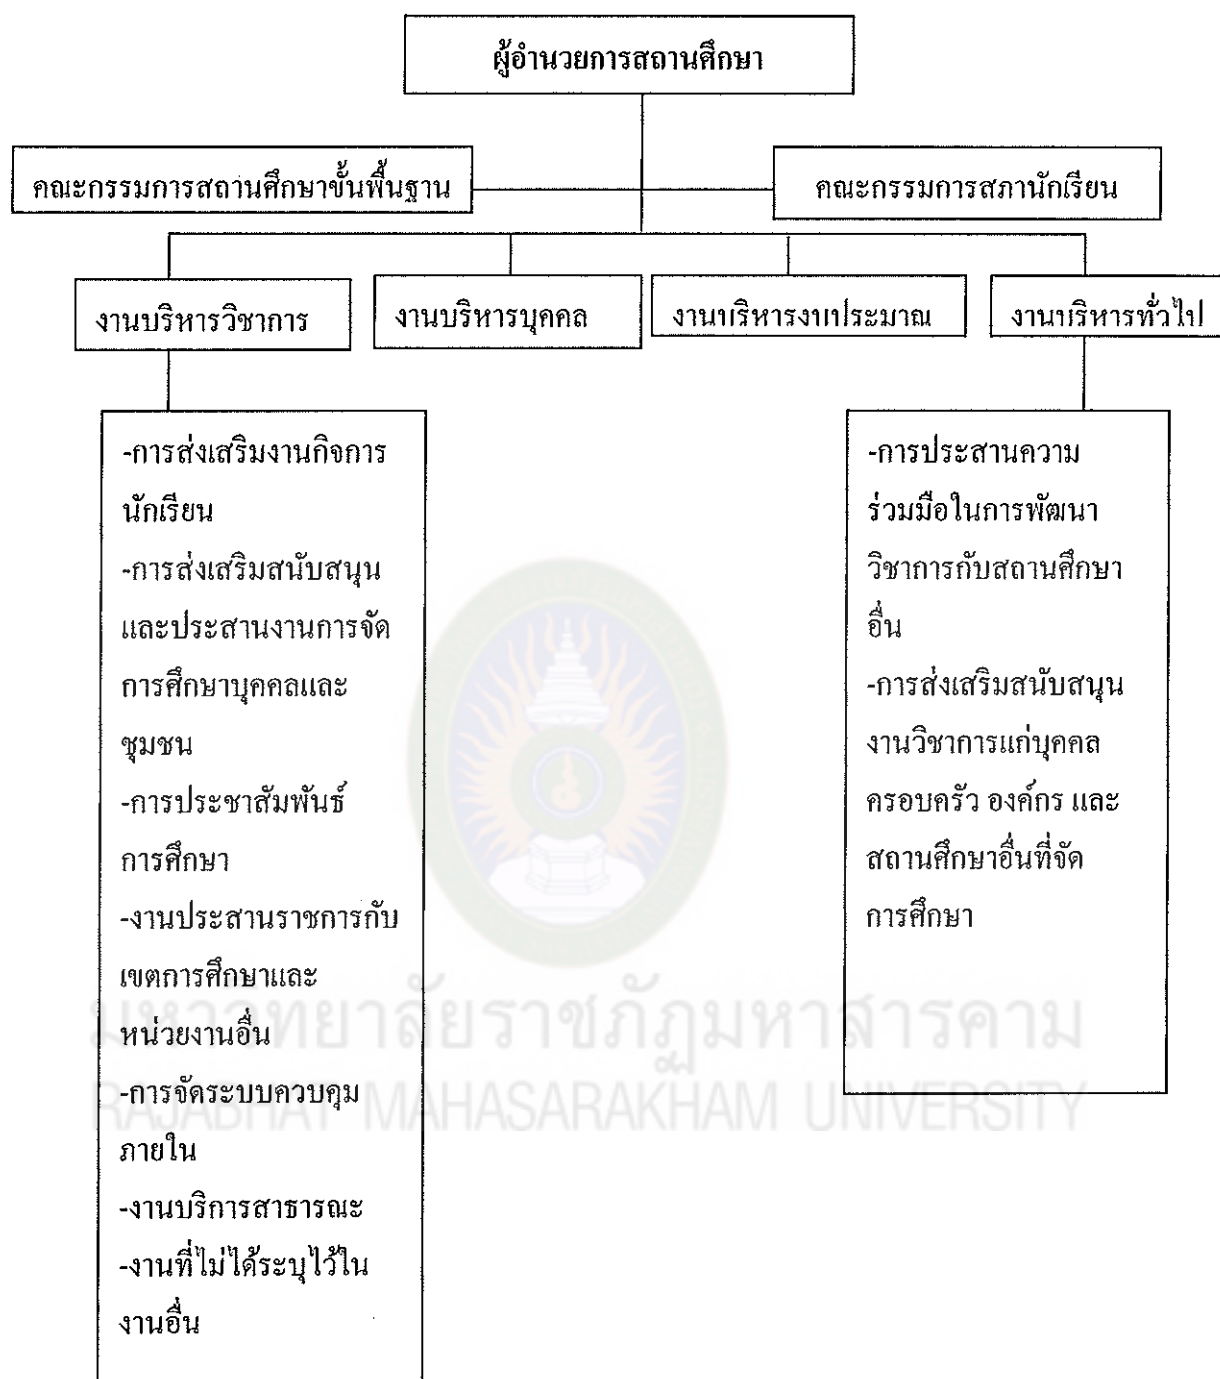 ผู้อำนวยการสถานศึกษา
คณะกรรมการสถานศึกษาขั้นพื้นฐาน
คณะกรรมการสภานักเรียน
งานบริหารวิชาการ
งานบริหารบุคคล
งานบริหารงบประมาณ
งานบริหารทั่วไป
-การส่งเสริมงานกิจการ
นักเรียน
-การส่งเสริมสนับสนุน
และประสานงานการจัด
การศึกษาบุคคลและ
ชุมชน
-การประชาสัมพันธ์
การศึกษา
-งานประสานราชการกับ
เขตการศึกษาและ
หน่วยงานอื่น
-การจัดระบบควบคุม
ภายใน
-งานบริการสาธารณะ
-งานที่ไม่ได้ระบุไว้ใน
งานอื่น
-การประสานความ
ร่วมมือในการพัฒนา
วิชาการกับสถานศึกษา
อื่น
-การส่งเสริมสนับสนุน
งานวิชาการแก่บุคคล
ครอบครัว องค์กร และ
สถานศึกษาอื่นที่จัด
การศึกษา
มหาวิทยาลัยราชภัฏมหาสารคาม
RAJABHAT MAHASARAKHAM UNIVERSITY